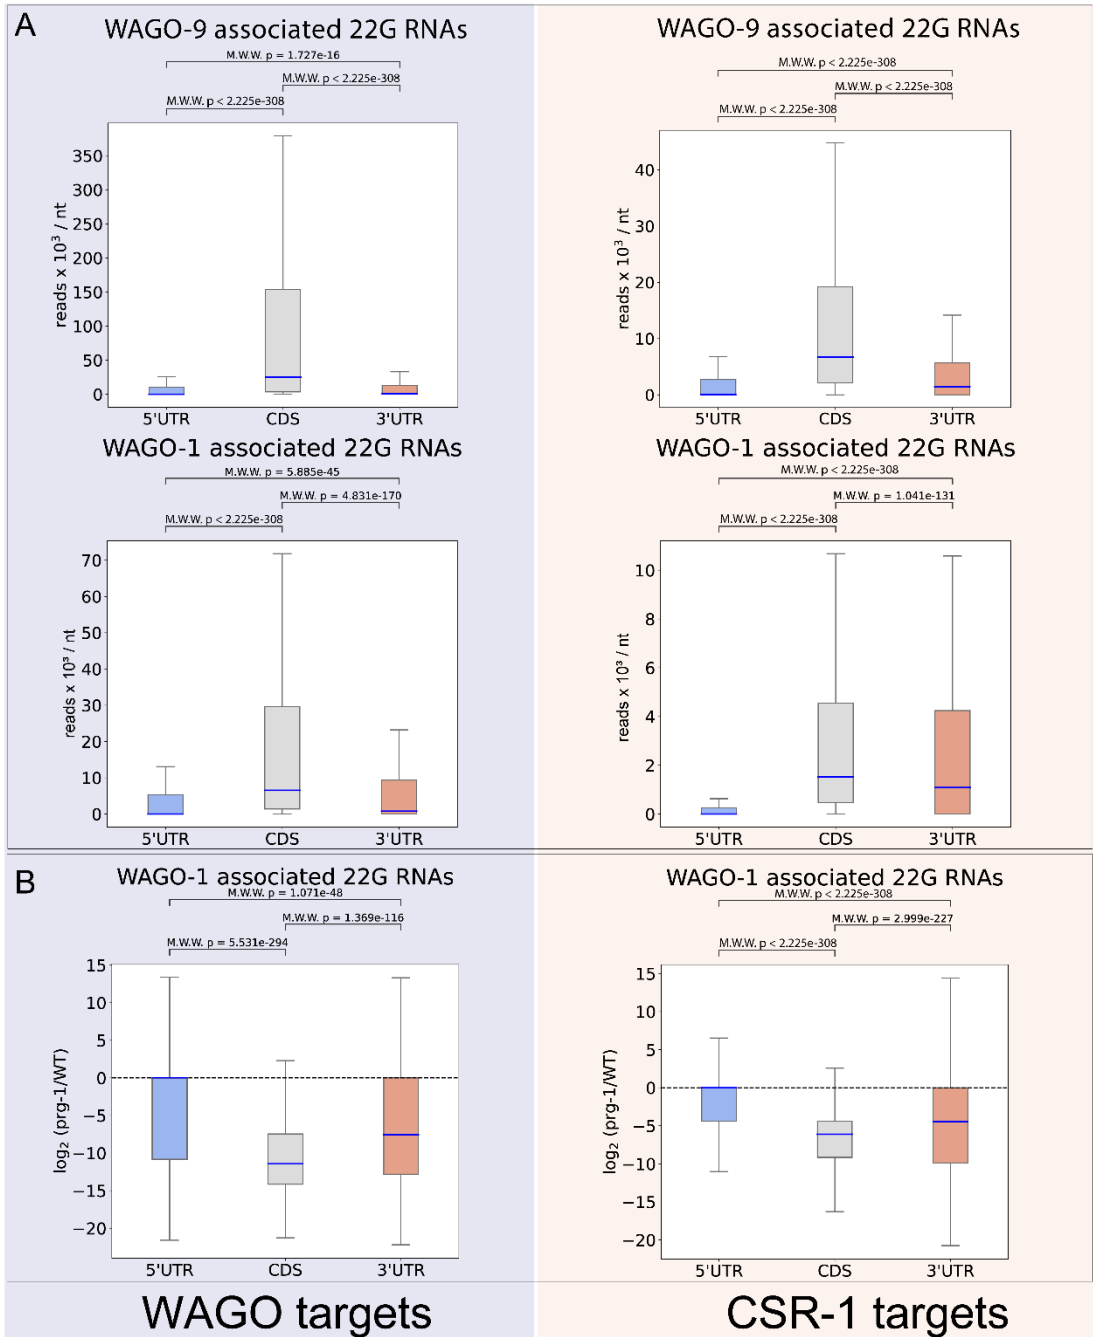 A
WAGO-9 associated 22G RNAs
M.W.W. p = 1.727e-16
M.W.W. p < 2.225e-308
M.W.W. p < 2.225e-308
reads x 10³ / nt
350
300
250
200
150
100
50
0
5'UTR CDS 3'UTR
WAGO-9 associated 22G RNAs
M.W.W. p < 2.225e-308
M.W.W. p < 2.225e-308
M.W.W. p < 2.225e-308
reads x 10³ / nt
40
30
20
10
0
5'UTR CDS 3'UTR
WAGO-1 associated 22G RNAs
M.W.W. p = 5.885e-45
M.W.W. p = 4.831e-170
M.W.W. p < 2.225e-308
reads x 10³ / nt
70
60
50
40
30
20
10
0
5'UTR CDS 3'UTR
WAGO-1 associated 22G RNAs
M.W.W. p < 2.225e-308
M.W.W. p = 1.041e-131
M.W.W. p < 2.225e-308
reads x 10³ / nt
10
8
6
4
2
0
5'UTR CDS 3'UTR
B
WAGO-1 associated 22G RNAs
M.W.W. p = 1.071e-48
M.W.W. p = 1.369e-116
M.W.W. p = 5.531e-294
log₂ (prg-1/WT)
15
10
5
0
−5
−10
−15
−20
5'UTR CDS 3'UTR
WAGO-1 associated 22G RNAs
M.W.W. p < 2.225e-308
M.W.W. p = 2.999e-227
M.W.W. p < 2.225e-308
log₂ (prg-1/WT)
15
10
5
0
−5
−10
−15
−20
5'UTR CDS 3'UTR
WAGO targets
CSR-1 targets